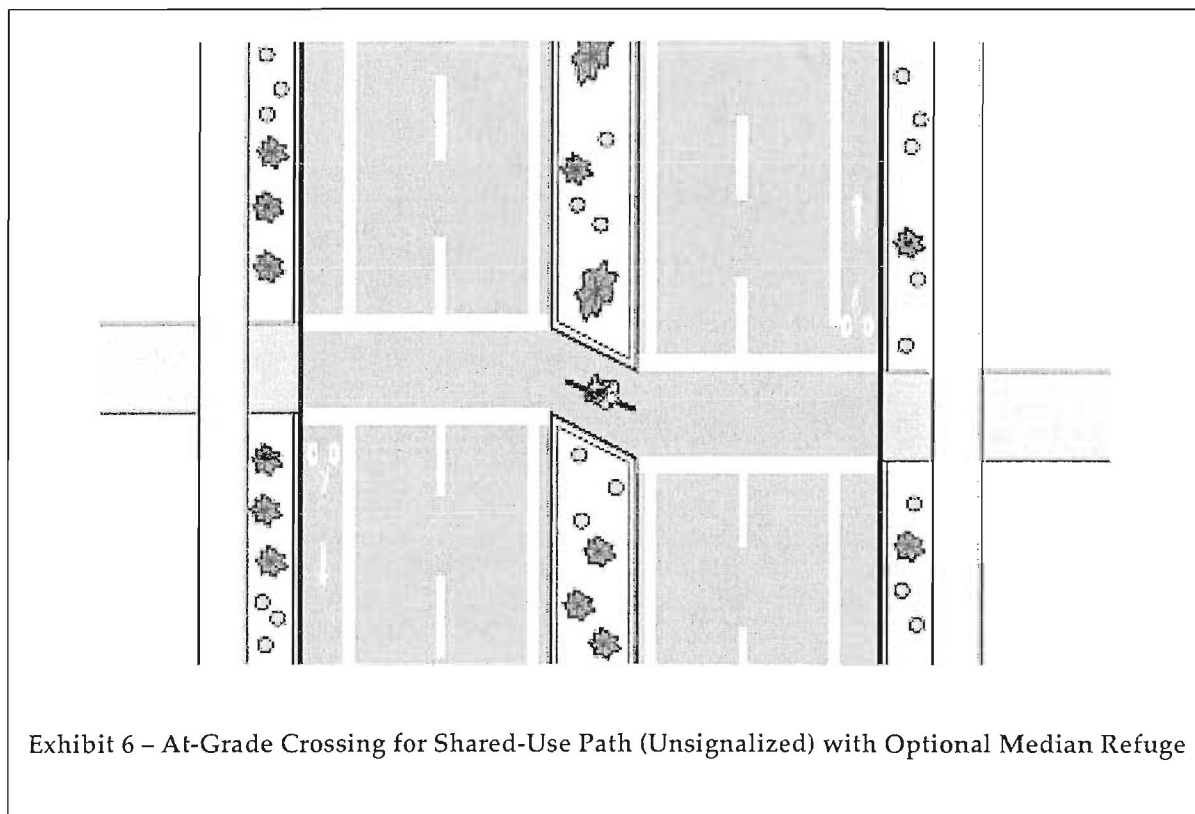 Exhibit 6 – At-Grade Crossing for Shared-Use Path (Unsignalized) with Optional Median Refuge